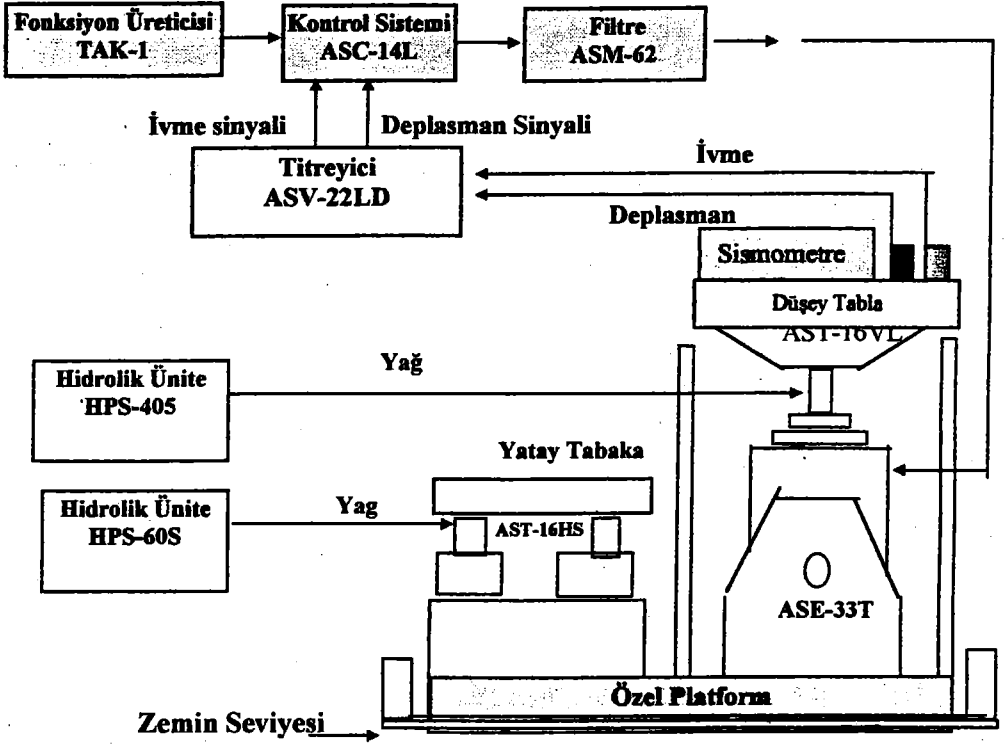 Fonksiyon Üreticisi
TAK-1
Kontrol Sistemi
ASC-14L
Filtre
ASM-62
İvme sinyali
Deplasman Sinyali
Titreyici
ASV-22LD
İvme
Deplasman
Sismometre
Düşey Tabla
AST-16VL
Hidrolik Ünite
HPS-405
Yağ
Yatay Tabaka
Hidrolik Ünite
HPS-60S
Yag
AST-16HS
ASE-33T
Özel Platform
Zemin Seviyesi